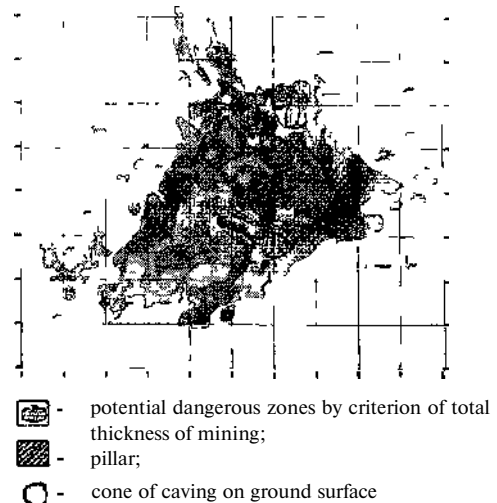 - potential dangerous zones by criterion of total
thickness of mining;
- pillar;
- cone of caving on ground surface